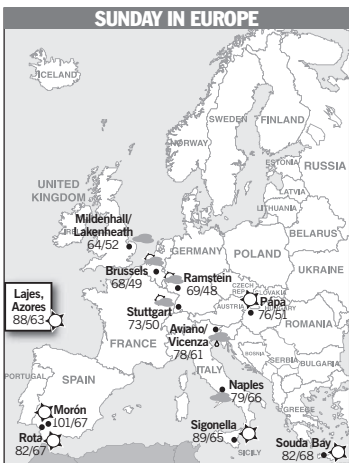 SUNDAY IN EUROPE
ICELAND
SWEDEN
FINLAND
NORWAY
ESTONIA
RUSSIA
LATVIA
LITHUANIA
UNITED
KINGDOM
BELARUS
Mildenhall/
Lakenheath
64/52
GERMANY
POLAND
UKRAINE
Brussels
68/49
Ramstein
69/48
CZECH
REP.
SLOVAKIA
Lajes,
Azores
88/63
Stuttgart
73/50
AUSTRIA
Pápa
76/51
FRANCE
Aviano/
Vicenza
78/61
ROMANIA
BOSNIA
SERBIA
BULGARIA
ITALY
PORTUGAL
SPAIN
Naples
79/66
Morón
101/67
GREECE
Rota
82/67
Sigonella
89/65
SICILY
Souda Bay
82/68